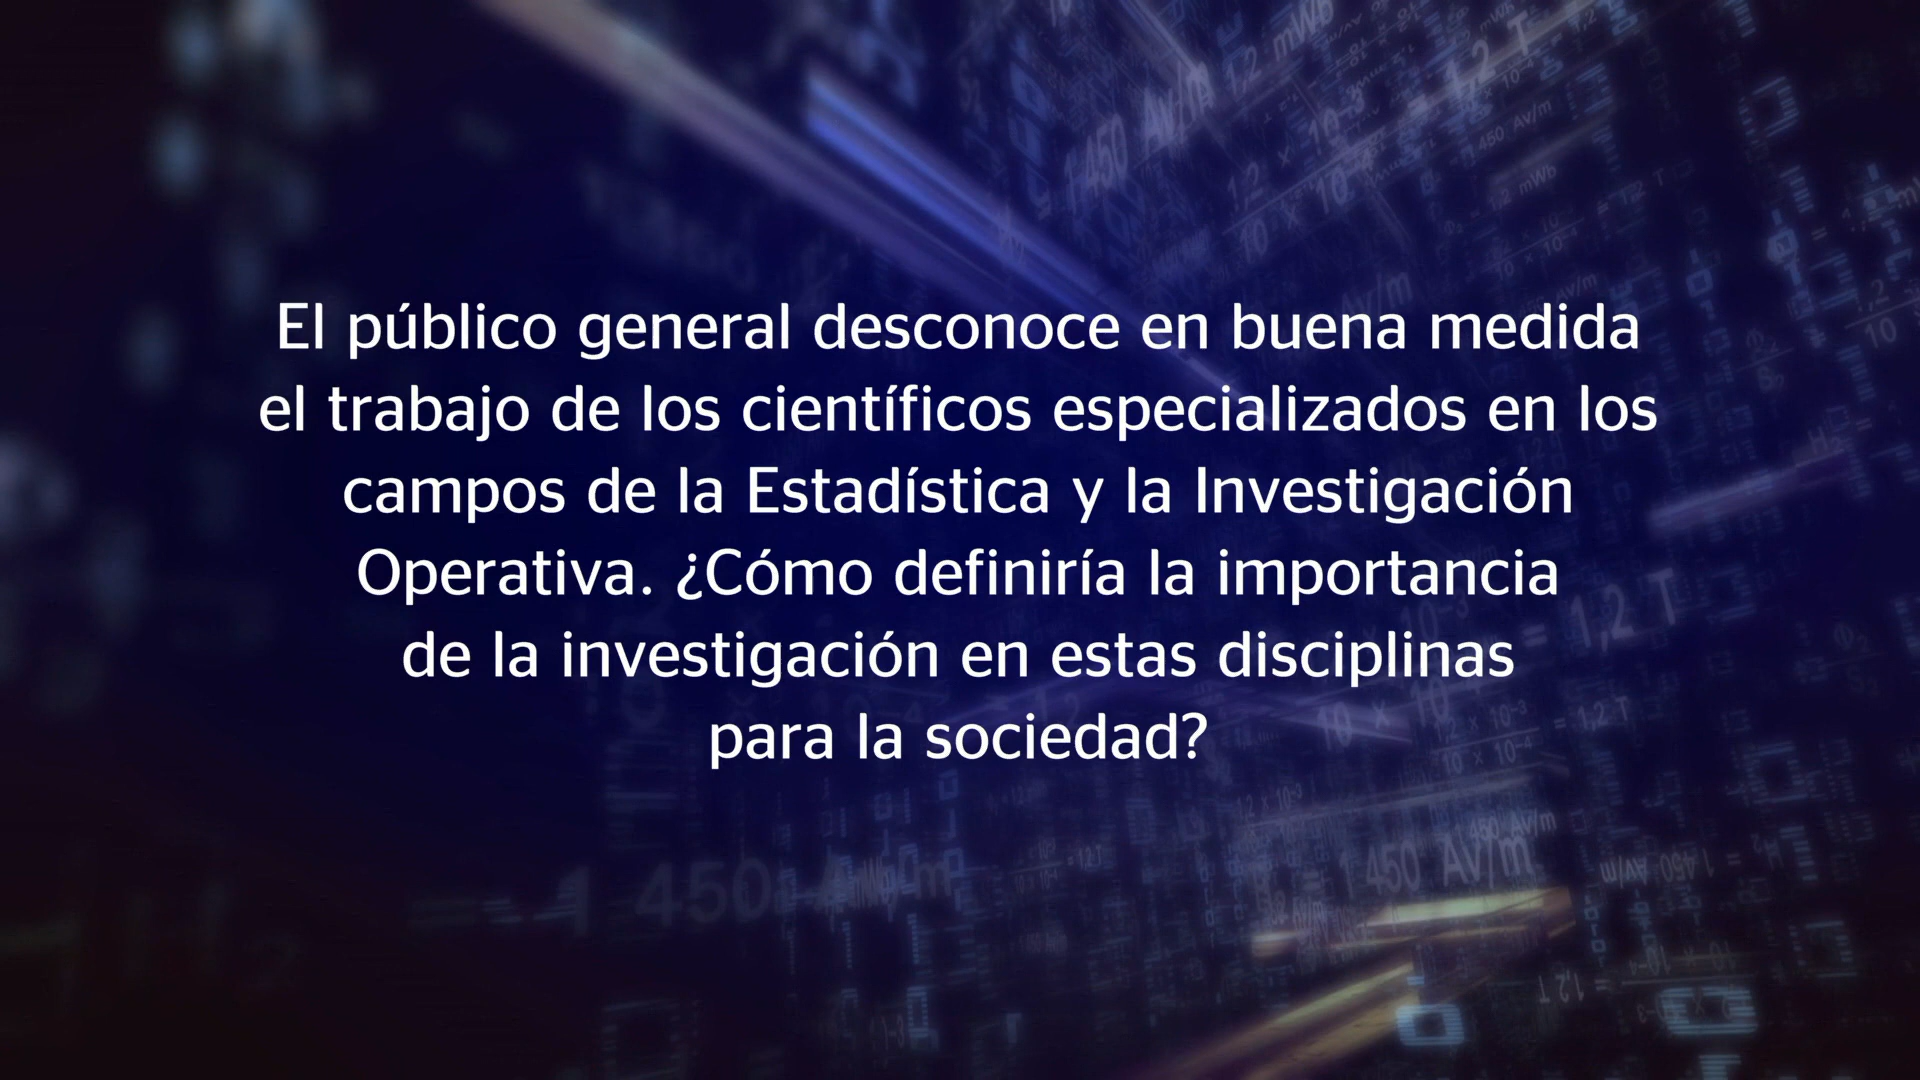 El público general desconoce en buena medida
el trabajo de los científicos especializados en los
campos de la Estadística y la Investigación
Operativa. ¿Cómo definiría la importancia
de la investigación en estas disciplinas
para la sociedad?